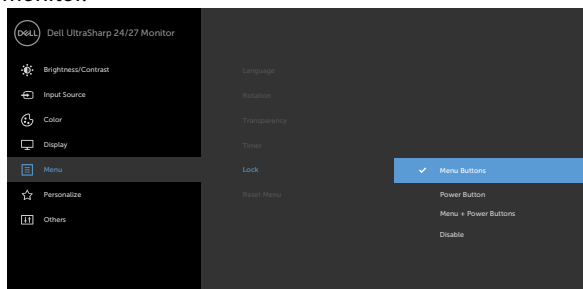 monitor.
DELL Dell UltraSharp 24/27 Monitor
Brightness/Contrast
Input Source
Color
Display
Menu
Personalize
Others
Language
Rotation
Transparency
Timer
Lock
Reset Menu
Menu Buttons
Power Button
Menu + Power Buttons
Disable